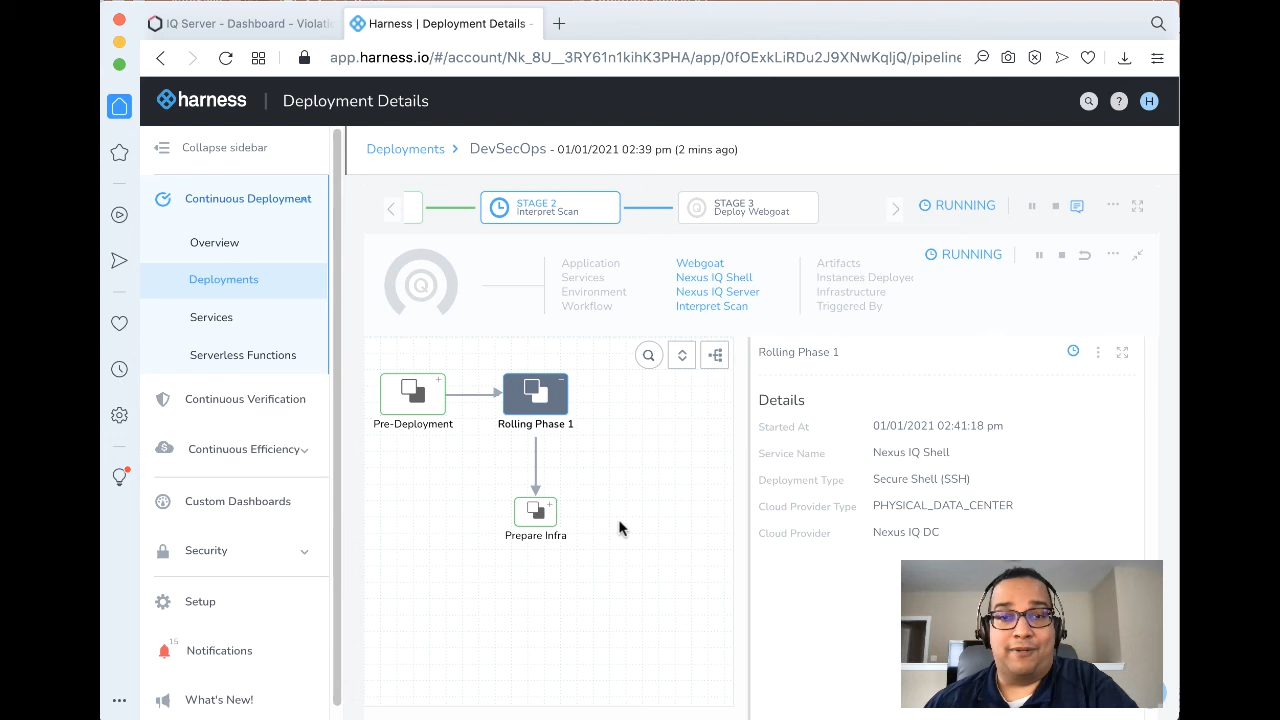 IQ Server - Dashboard - Violatic
Harness | Deployment Details -
app.harness.io/#/account/Nk_8U__3RY61n1kihK3PHA/app/0fOExkLiRDu2J9XNwKqljQ/pipeline
harness | Deployment Details
? H
Collapse sidebar
Continuous Deployment
Overview
Deployments
Services
Serverless Functions
Continuous Verification
Continuous Efficiency
Custom Dashboards
Security
Setup
15
Notifications
What's New!
Deployments > DevSecOps - 01/01/2021 02:39 pm (2 mins ago)
STAGE 2
Interpret Scan
STAGE 3
Deploy Webgoat
RUNNING
Application Webgoat
Services Nexus IQ Shell
Environment Nexus IQ Server
Workflow Interpret Scan
Artifacts
Instances Deployed
Infrastructure
Triggered By
RUNNING
Pre-Deployment
Rolling Phase 1
Prepare Infra
Rolling Phase 1
Details
Started At 01/01/2021 02:41:18 pm
Service Name Nexus IQ Shell
Deployment Type Secure Shell (SSH)
Cloud Provider Type PHYSICAL_DATA_CENTER
Cloud Provider Nexus IQ DC